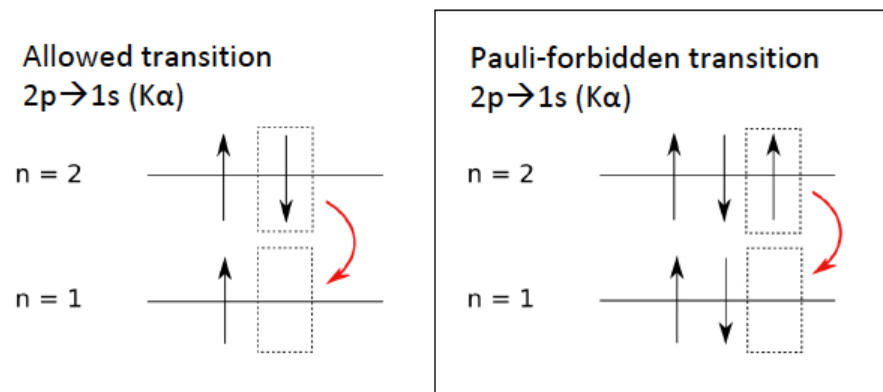 Allowed transition
2p→1s (Kα)
n = 2
n = 1
Pauli-forbidden transition
2p→1s (Kα)
n = 2
n = 1